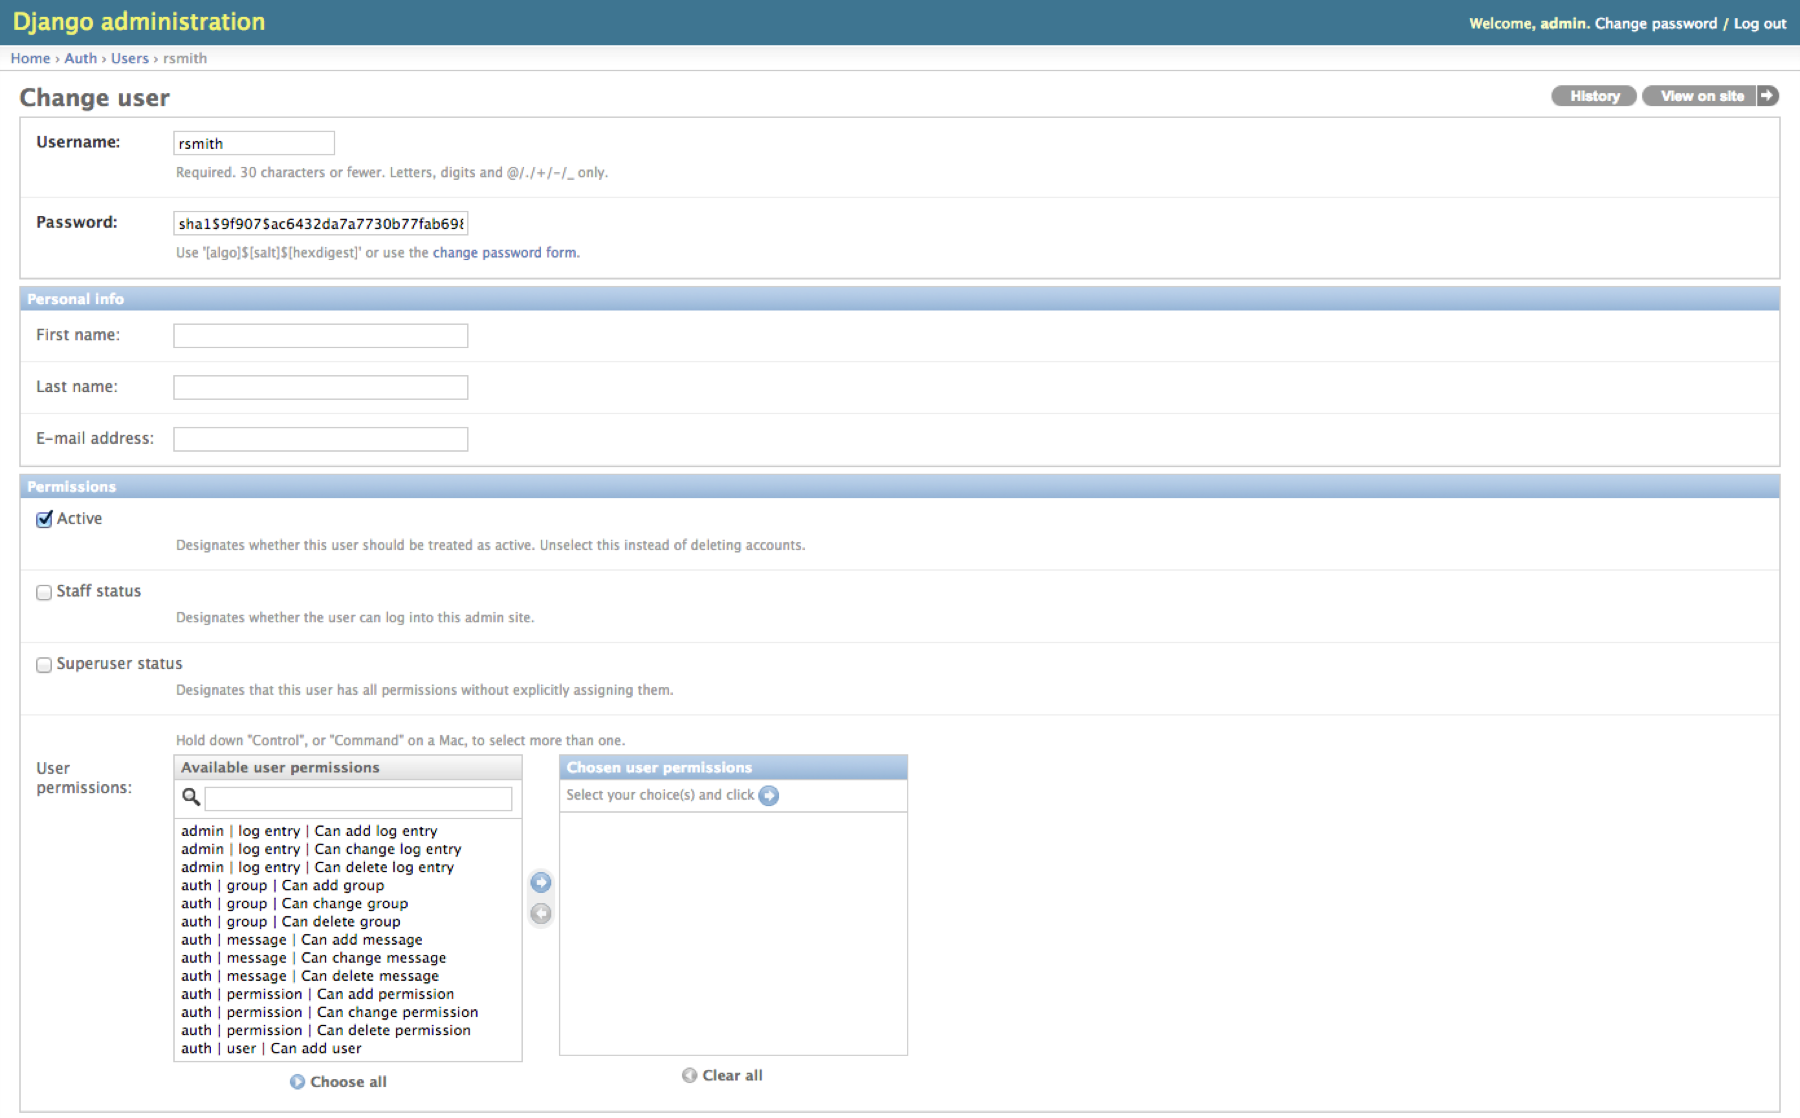 Django administration
Welcome, admin. Change password / Log out
Home › Auth › Users › rsmith
Change user
History
View on site
Username:
rsmith
Required. 30 characters or fewer. Letters, digits and @/./+/-/_ only.
Password:
sha1$9f907$ac6432da7a7730b77fab698
Use '[algo]$[salt]$[hexdigest]' or use the change password form.
Personal info
First name:
Last name:
E-mail address:
Permissions
Active
Designates whether this user should be treated as active. Unselect this instead of deleting accounts.
Staff status
Designates whether the user can log into this admin site.
Superuser status
Designates that this user has all permissions without explicitly assigning them.
Hold down "Control", or "Command" on a Mac, to select more than one.
User
permissions:
Available user permissions
admin | log entry | Can add log entry
admin | log entry | Can change log entry
admin | log entry | Can delete log entry
auth | group | Can add group
auth | group | Can change group
auth | group | Can delete group
auth | message | Can add message
auth | message | Can change message
auth | message | Can delete message
auth | permission | Can add permission
auth | permission | Can change permission
auth | permission | Can delete permission
auth | user | Can add user
Choose all
Chosen user permissions
Select your choice(s) and click
Clear all